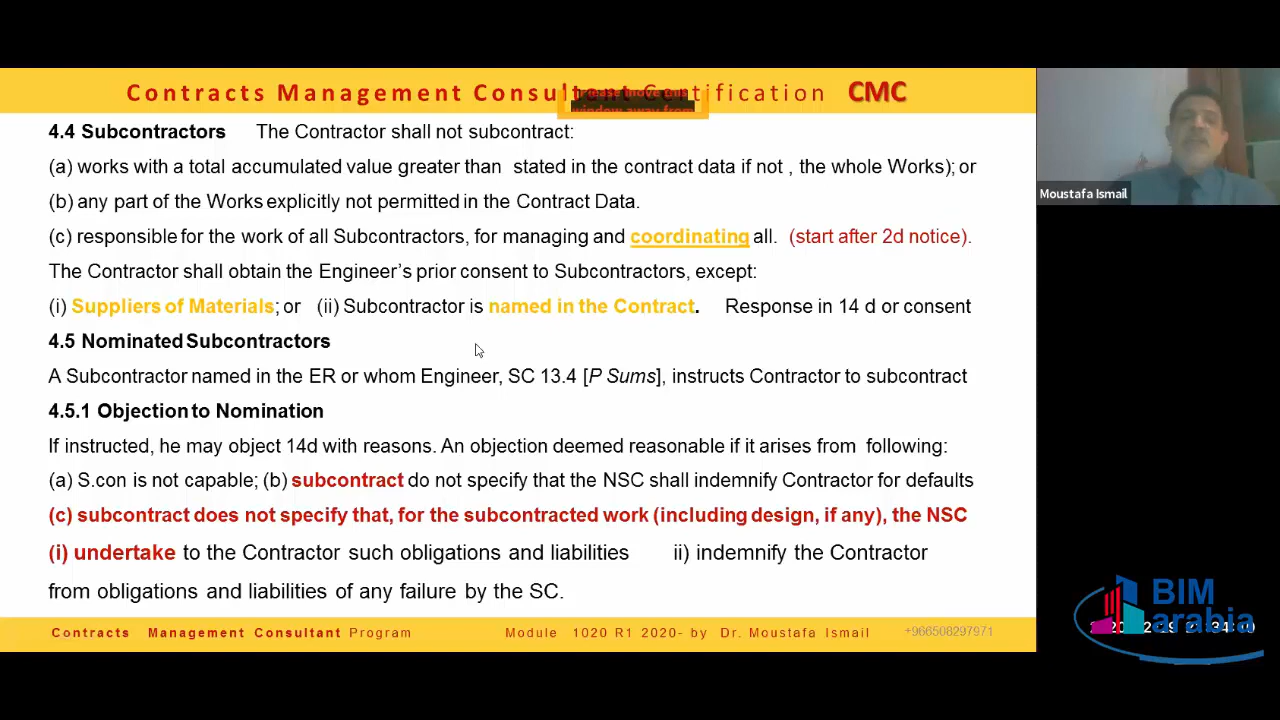 Contracts Management Consultant Certification CMC
4.4 Subcontractors The Contractor shall not subcontract:
(a) works with a total accumulated value greater than stated in the contract data if not , the whole Works); or
(b) any part of the Works explicitly not permitted in the Contract Data.
(c) responsible for the work of all Subcontractors, for managing and coordinating all. (start after 2d notice).
The Contractor shall obtain the Engineer's prior consent to Subcontractors, except:
(i) Suppliers of Materials; or (ii) Subcontractor is named in the Contract. Response in 14 d or consent
4.5 Nominated Subcontractors
A Subcontractor named in the ER or whom Engineer, SC 13.4 [P Sums], instructs Contractor to subcontract
4.5.1 Objection to Nomination
If instructed, he may object 14d with reasons. An objection deemed reasonable if it arises from following:
(a) S.con is not capable; (b) subcontract do not specify that the NSC shall indemnify Contractor for defaults
(c) subcontract does not specify that, for the subcontracted work (including design, if any), the NSC
(i) undertake to the Contractor such obligations and liabilities ii) indemnify the Contractor
from obligations and liabilities of any failure by the SC.
Contracts Management Consultant Program Module 1020 R1 2020- by Dr. Moustafa Ismail +966508297971
Moustafa Ismail
BIM
arabia